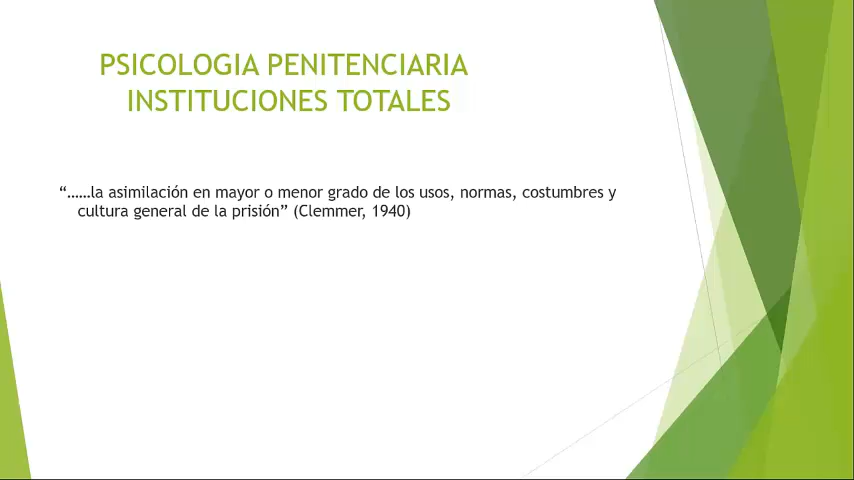 PSICOLOGIA PENITENCIARIA
INSTITUCIONES TOTALES
“……la asimilación en mayor o menor grado de los usos, normas, costumbres y
cultura general de la prisión” (Clemmer, 1940)